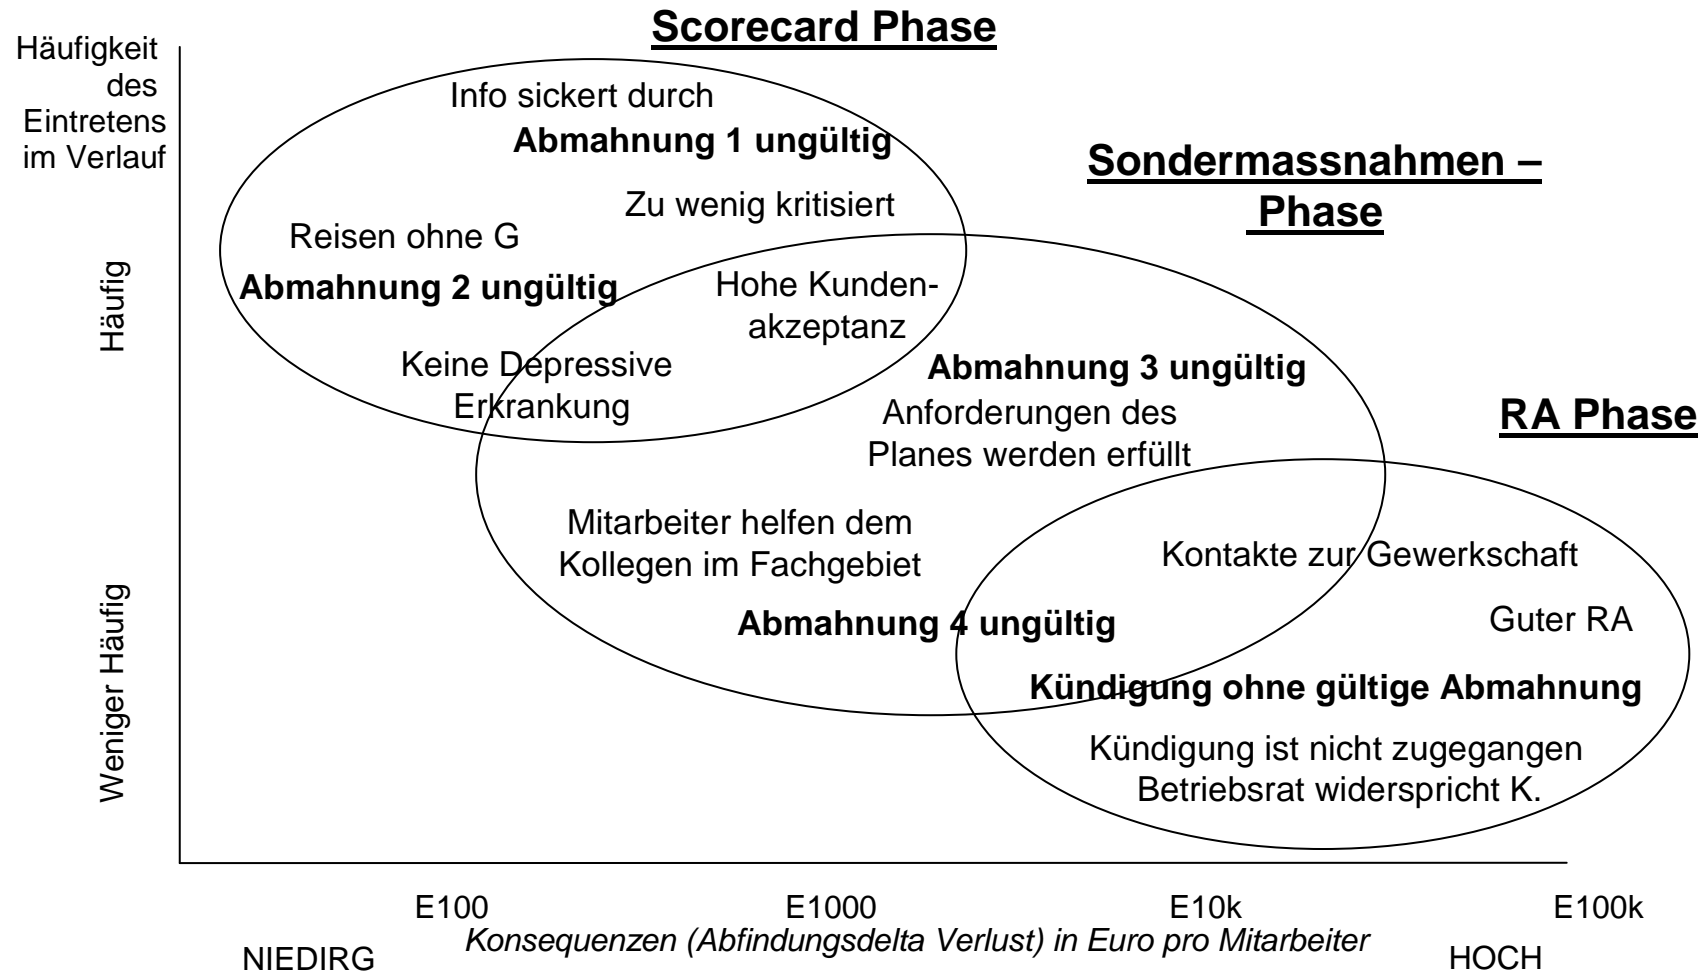 Scorecard Phase
Häufigkeit
des
Eintretens
im Verlauf
Info sickert durch
Abmahnung 1 ungültig
Sondermassnahmen –
Phase
Zu wenig kritisiert
Reisen ohne G
Abmahnung 2 ungültig
Häufig
Hohe Kunden-
akzeptanz
Keine Depressive
Erkrankung
Abmahnung 3 ungültig
Anforderungen des
Planes werden erfüllt
RA Phase
Mitarbeiter helfen dem
Kollegen im Fachgebiet
Kontakte zur Gewerkschaft
Weniger Häufig
Abmahnung 4 ungültig
Guter RA
Kündigung ohne gültige Abmahnung
Kündigung ist nicht zugegangen
Betriebsrat widerspricht K.
E100 E1000 E10k E100k
Konsequenzen (Abfindungsdelta Verlust) in Euro pro Mitarbeiter
NIEDIRG HOCH